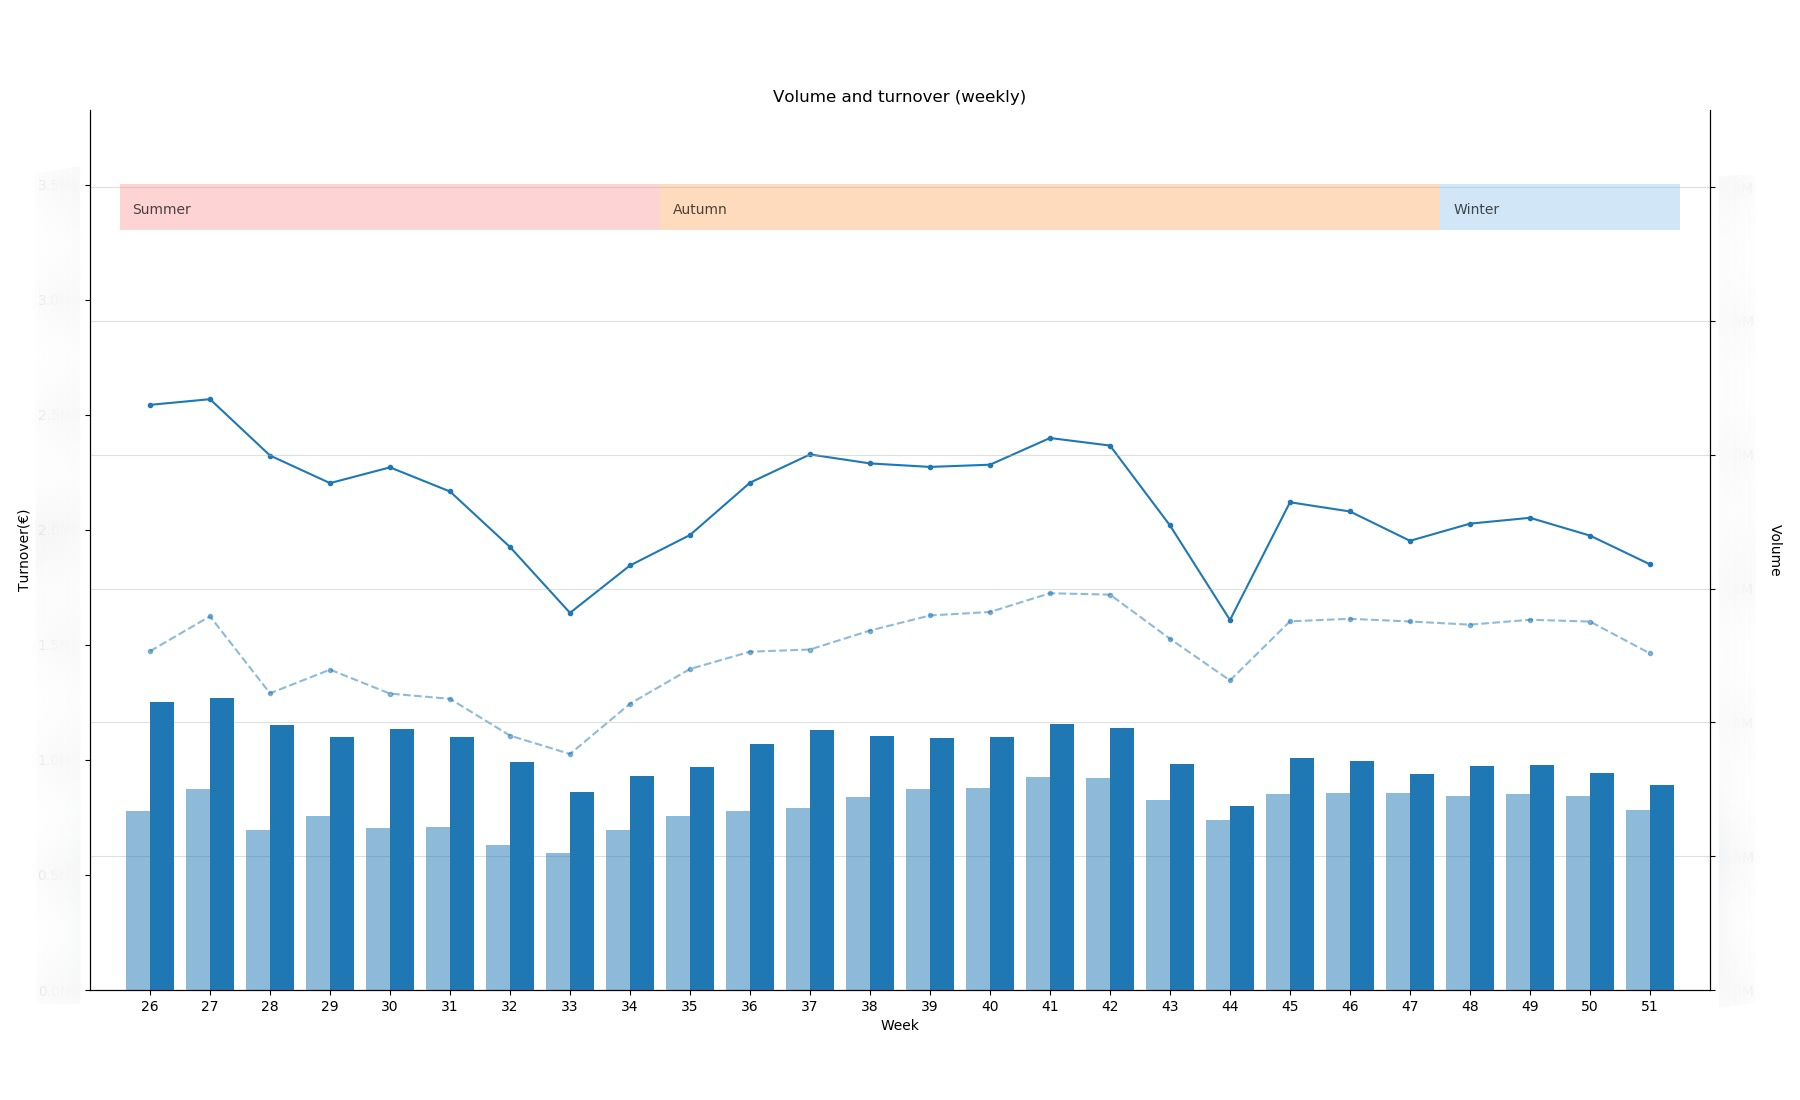 Volume and turnover (weekly)
Summer
Autumn
Winter
Turnover(€)
Volume
26 27 28 29 30 31 32 33 34 35 36 37 38 39 40 41 42 43 44 45 46 47 48 49 50 51
Week